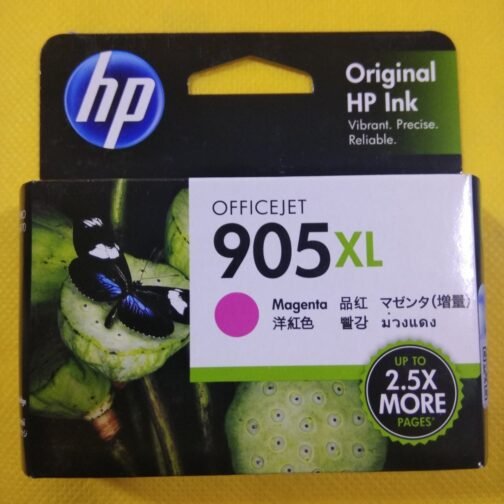 hp
Original
HP Ink
Vibrant. Precise.
Reliable.
OFFICEJET
905XL
Magenta 品紅 マゼンタ(増量)
洋紅色 빨강 ม่วงแดง
UP TO
2.5X
MORE
PAGES*